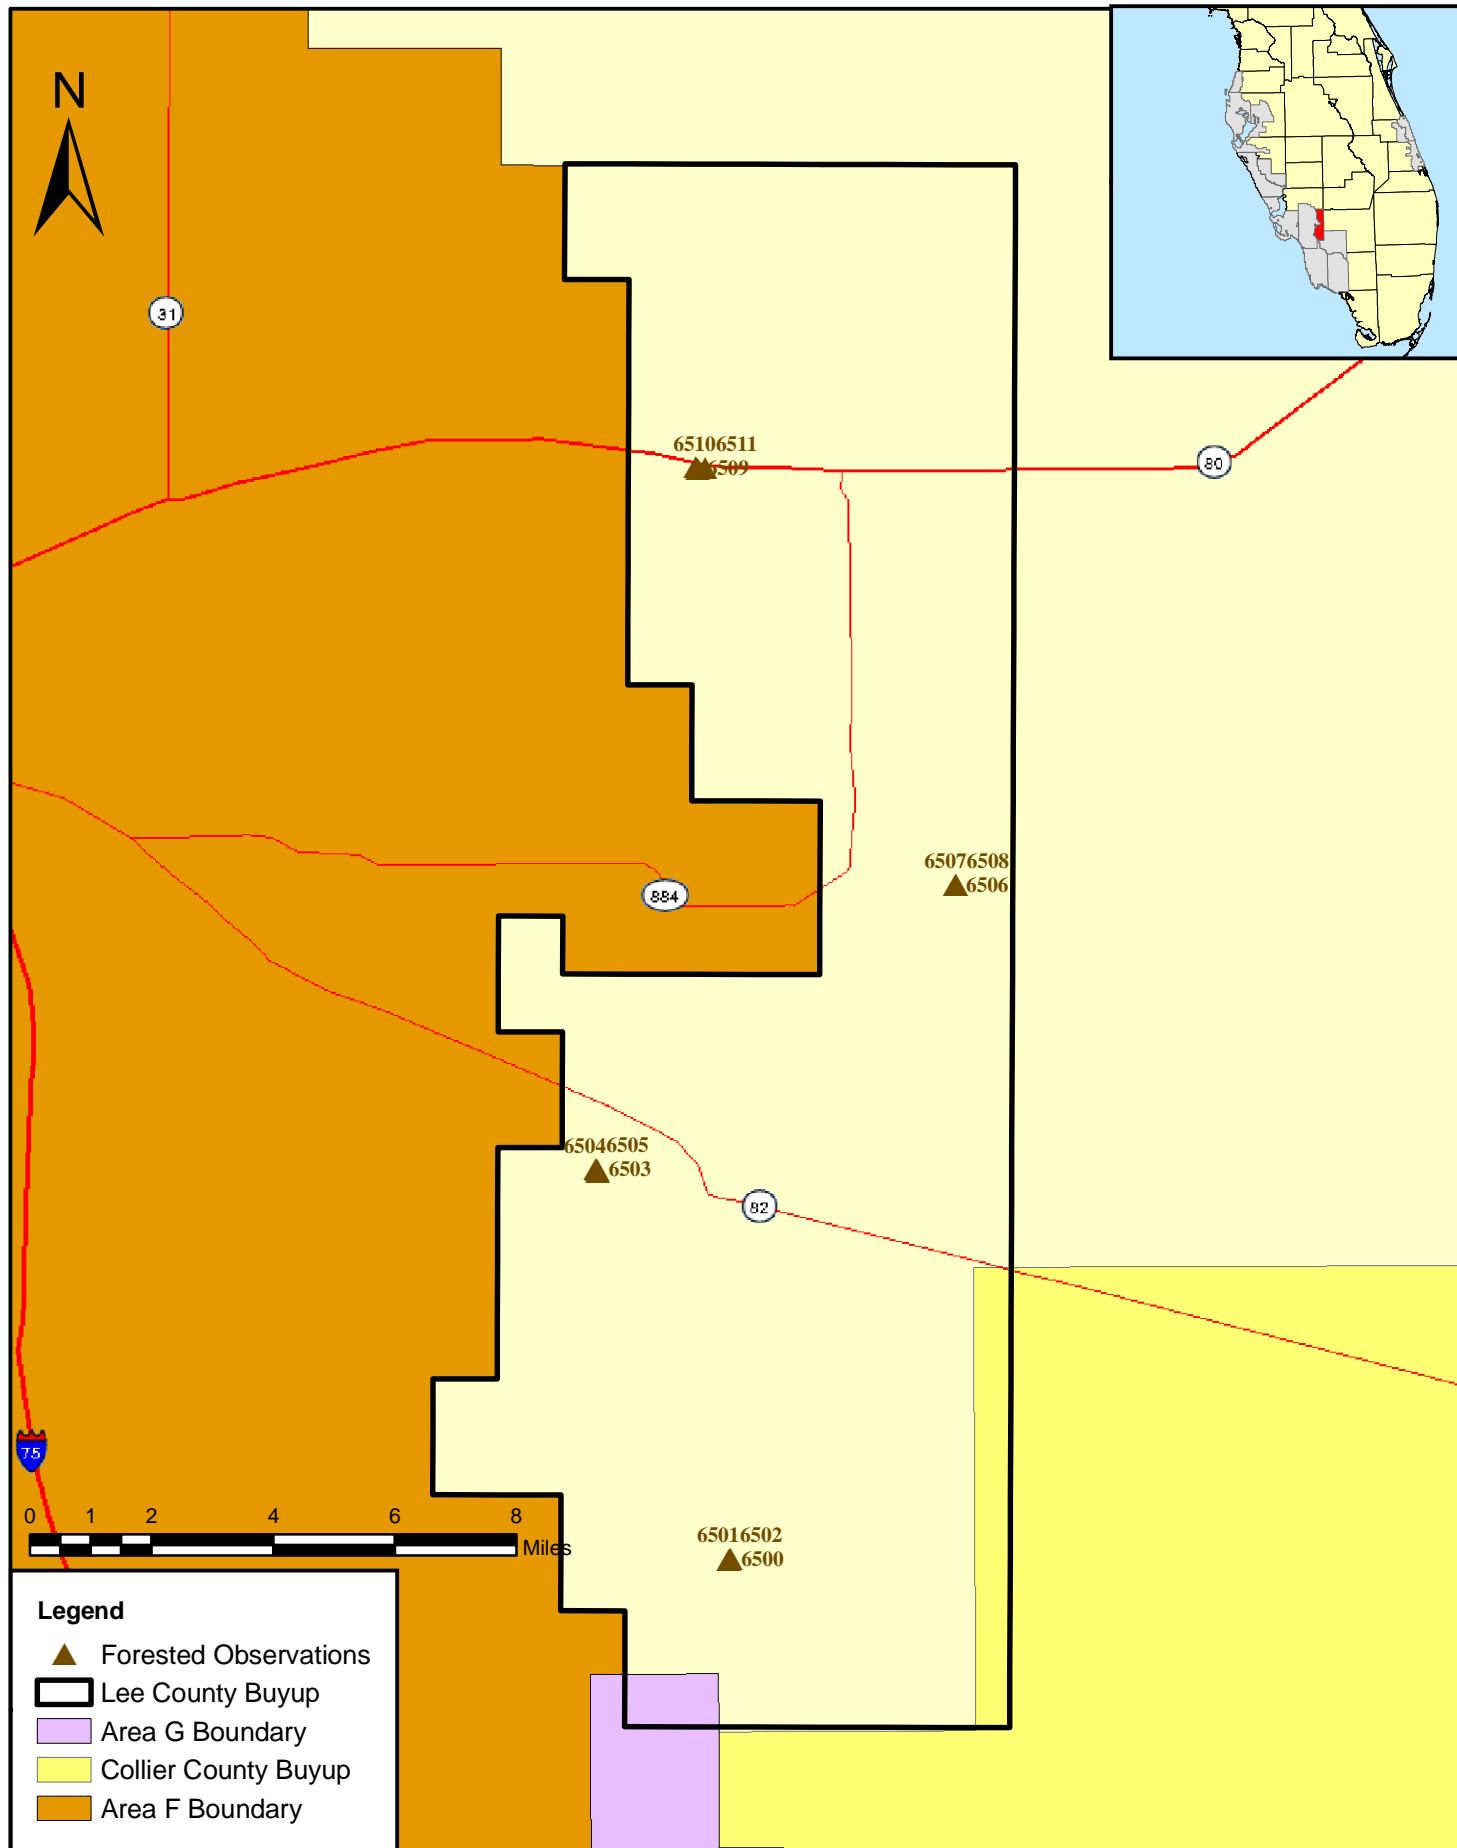 N
31
65106511
6509
80
65076508
6506
884
65046505
6503
82
75
0 1 2 4 6 8
Miles
65016502
6500
Legend
Forested Observations
Lee County Buyup
Area G Boundary
Collier County Buyup
Area F Boundary